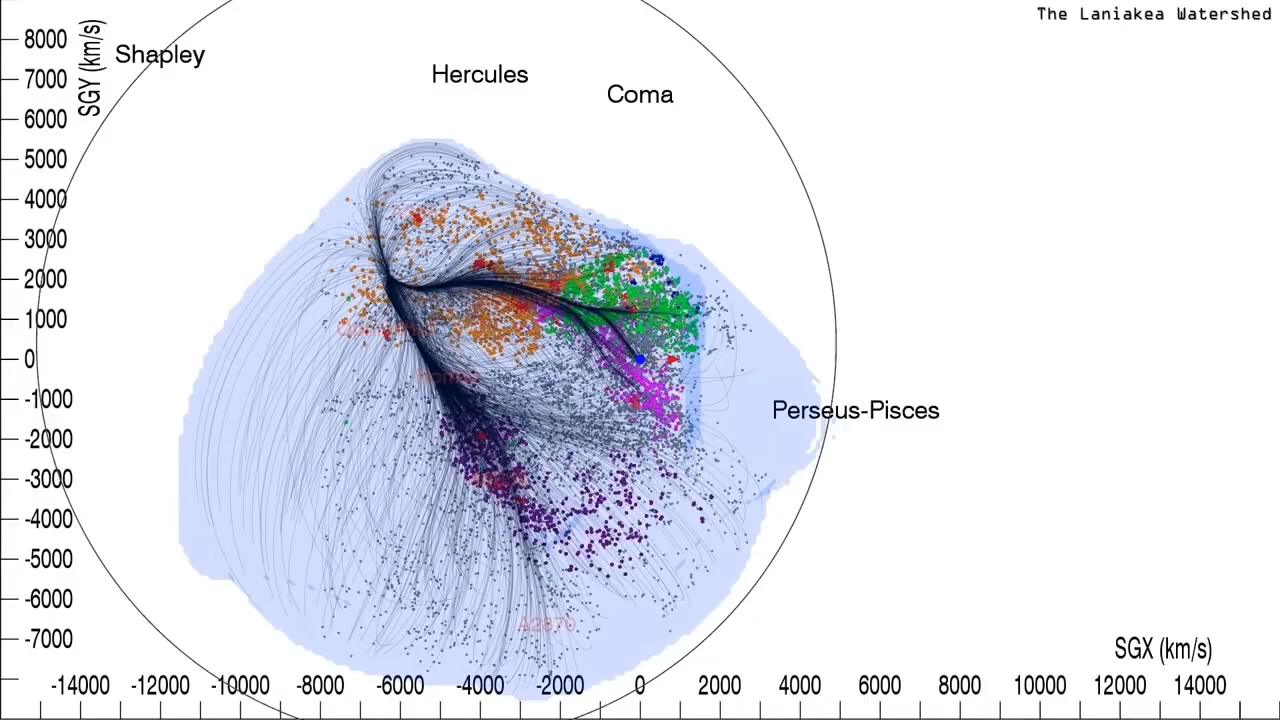 The Laniakea Watershed
8000
7000
6000
5000
4000
3000
2000
1000
0
-1000
-2000
-3000
-4000
-5000
-6000
-7000
SGY (km/s)
Shapley
Hercules
Coma
Perseus-Pisces
A2870
SGX (km/s)
-14000 -12000 -10000 -8000 -6000 -4000 -2000 0 2000 4000 6000 8000 10000 12000 14000